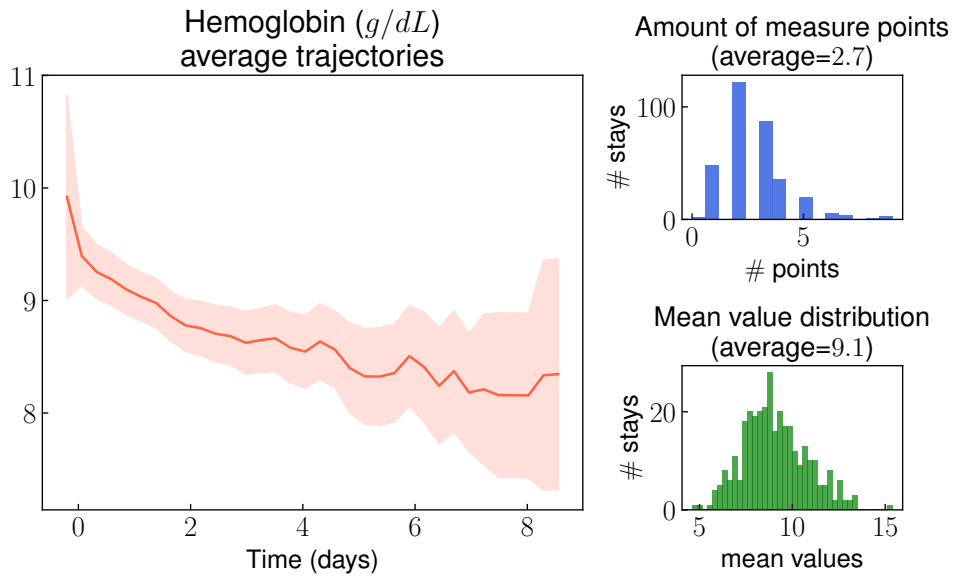 Hemoglobin (g/dL)
average trajectories
11
10
9
8
0
2
4
6
8
Time (days)
Amount of measure points
(average=2.7)
100
0
# stays
0
5
# points
Mean value distribution
(average=9.1)
20
0
# stays
5
10
15
mean values